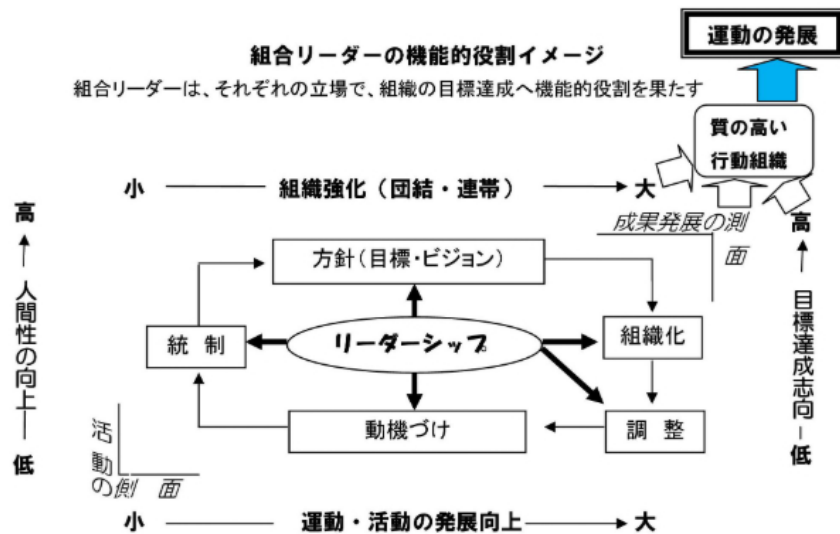 運動の発展
組合リーダーの機能的役割イメージ
組合リーダーは、それぞれの立場で、組織の目標達成へ機能的役割を果たす
質の高い
行動組織
小 組織強化（団結・連帯） 大
高
人間性の向上
低
成果発展の測
面
高
目標達成志向
低
方針（目標・ビジョン）
統 制
リーダーシップ
組織化
動機づけ
調 整
活動の側 面
小 運動・活動の発展向上 大